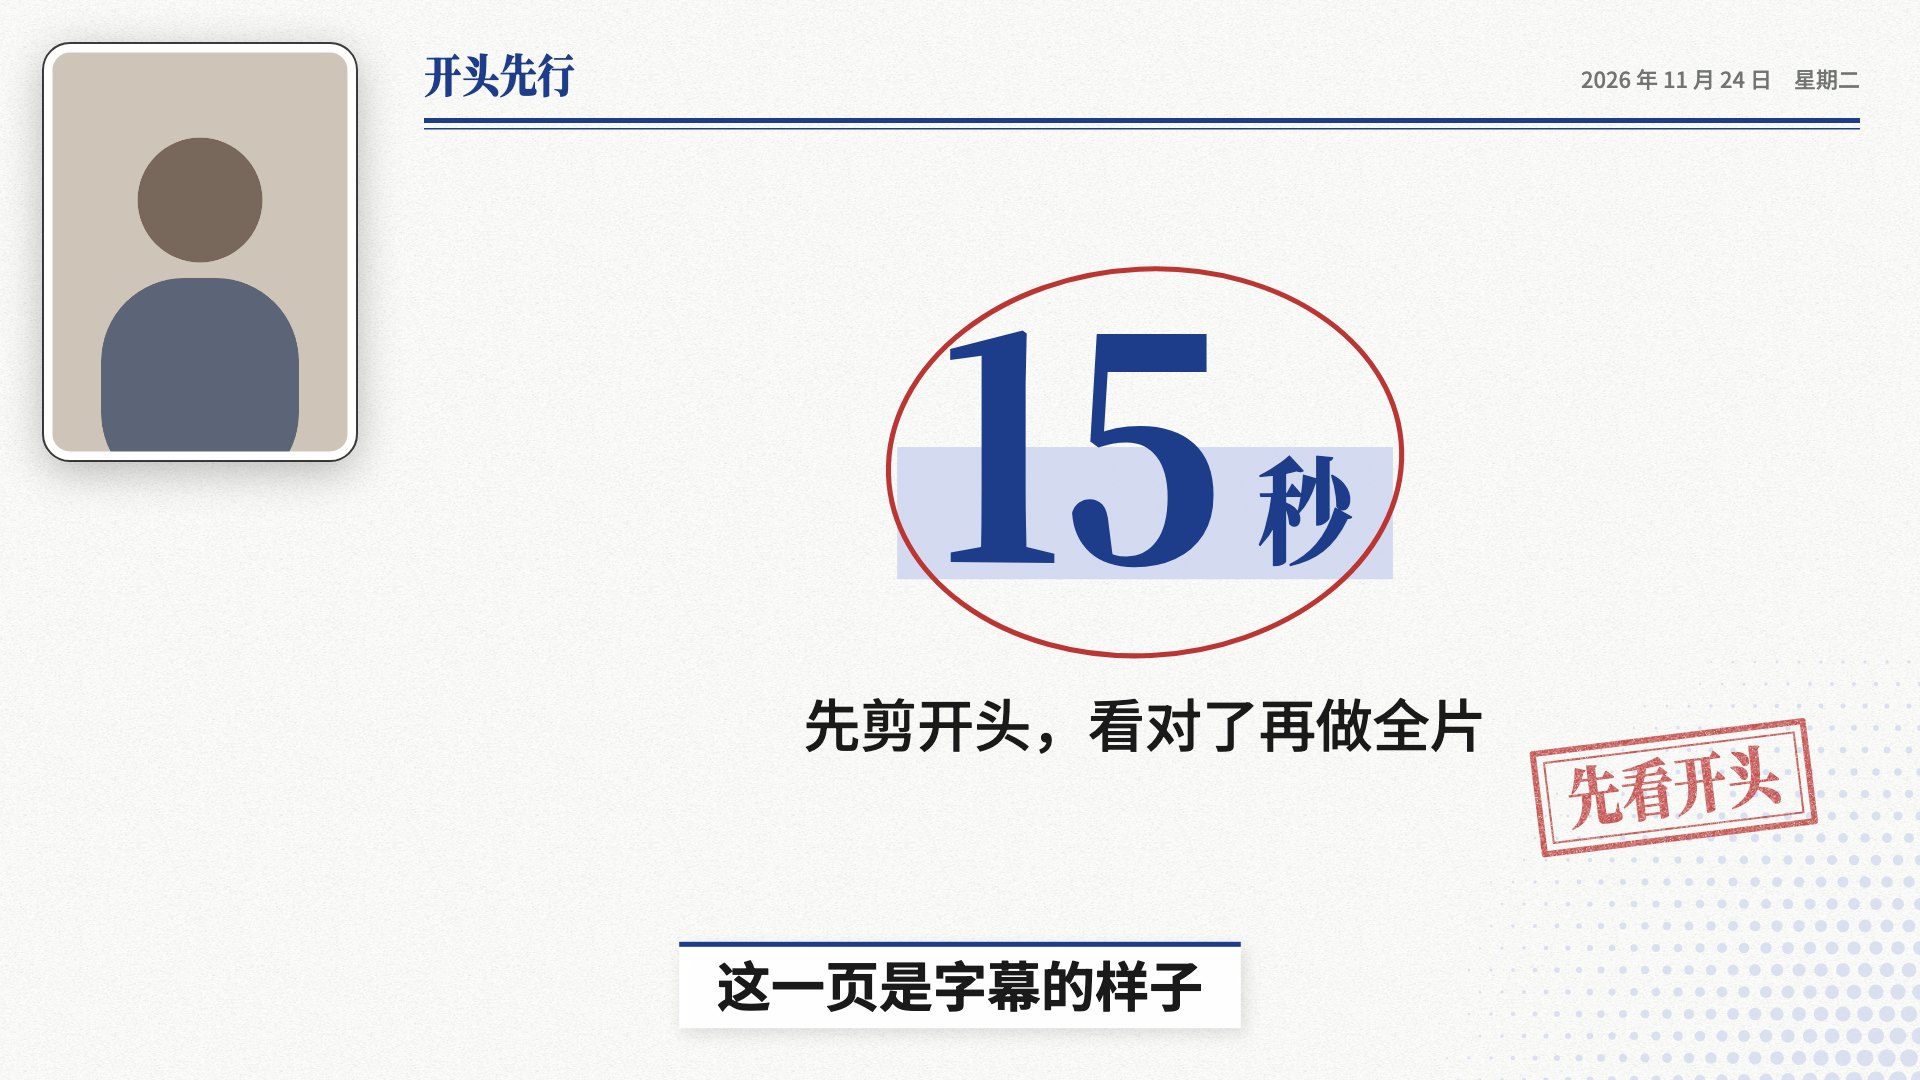 开头先行
2026 年 11 月 24 日 星期二
15 秒
先剪开头，看对了再做全片
先看开头
这一页是字幕的样子